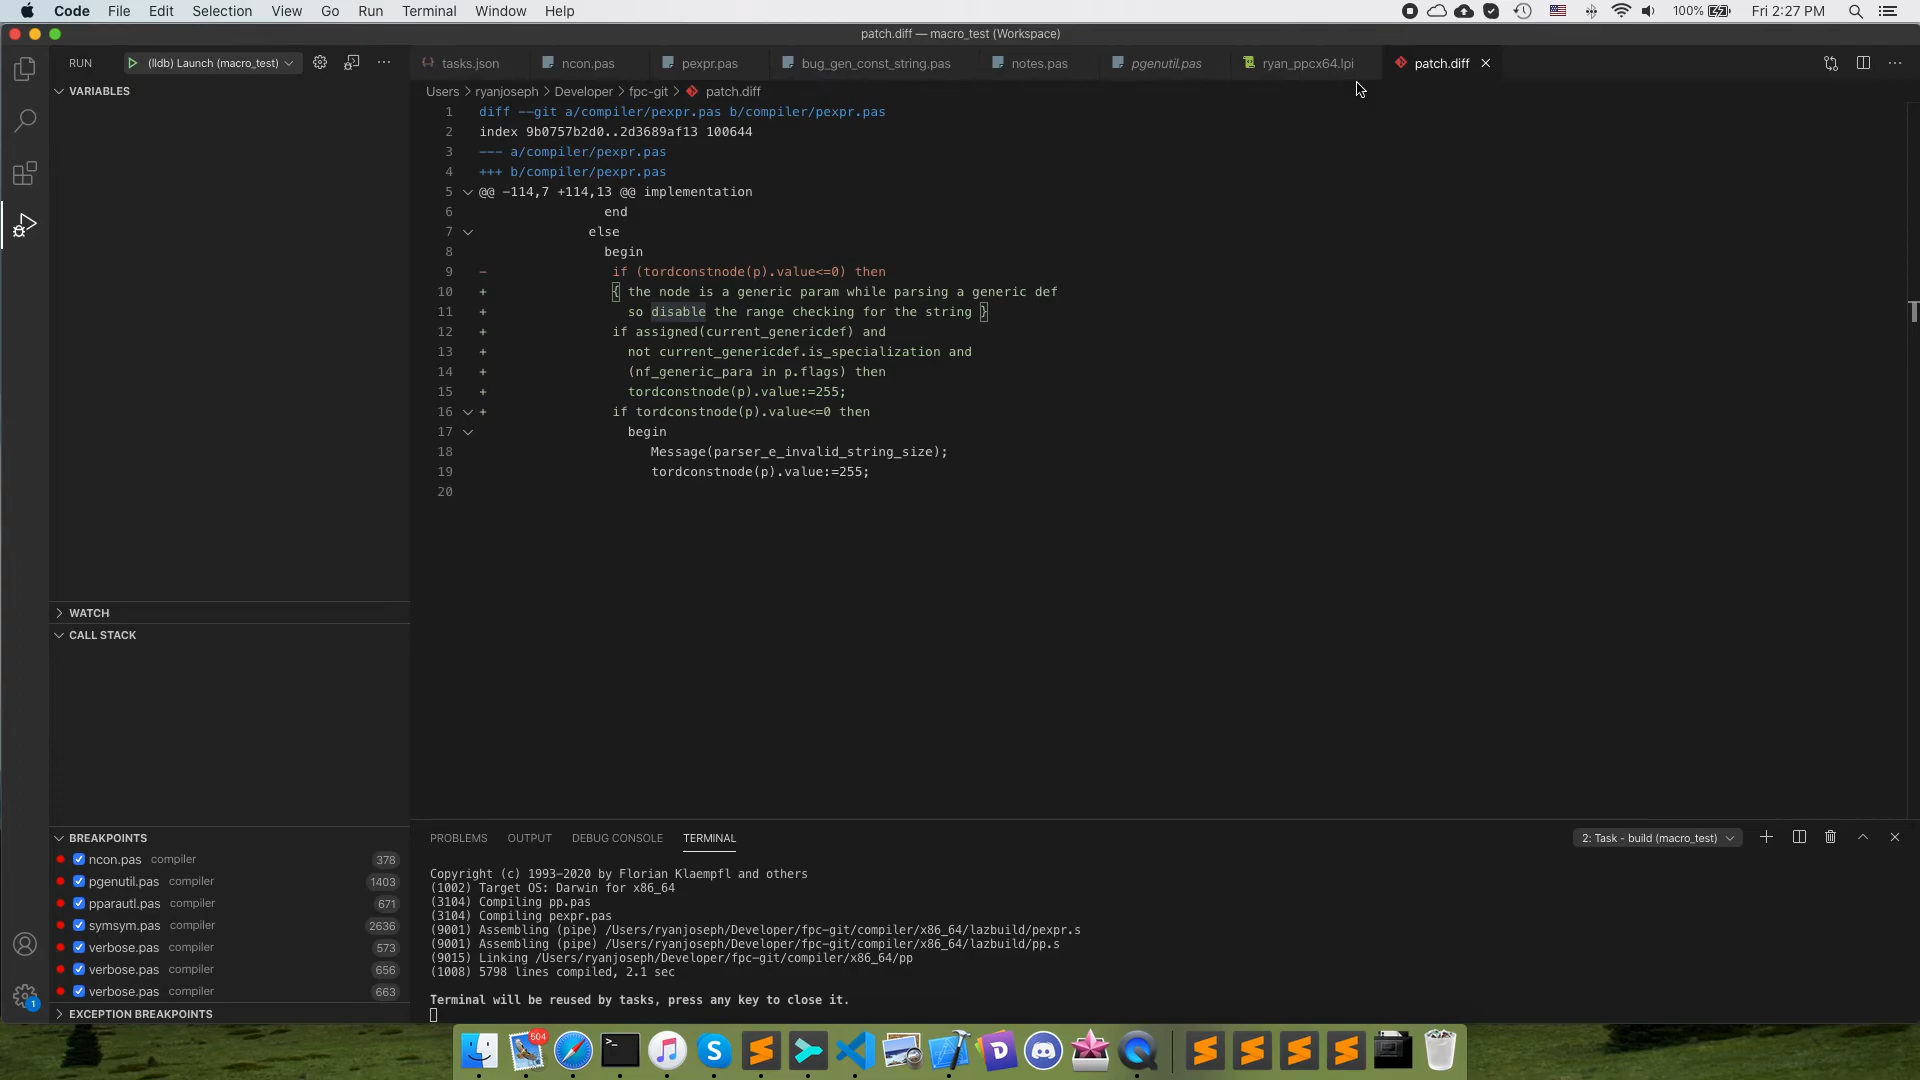 Code File Edit Selection View Go Run Terminal Window Help 100% Fri 2:27 PM
patch.diff — macro_test (Workspace)
RUN (lldb) Launch (macro_test) ···
tasks.json ncon.pas pexpr.pas bug_gen_const_string.pas notes.pas pgenutil.pas ryan_ppcx64.lpi patch.diff
VARIABLES
Users > ryanjoseph > Developer > fpc-git > patch.diff
1 diff --git a/compiler/pexpr.pas b/compiler/pexpr.pas
2 index 9b0757b2d0..2d3689af13 100644
3 --- a/compiler/pexpr.pas
4 +++ b/compiler/pexpr.pas
5 @@ -114,7 +114,13 @@ implementation
6 end
7 else
8 begin
9 - if (tordconstnode(p).value<=0) then
10 + { the node is a generic param while parsing a generic def
11 + so disable the range checking for the string }
12 + if assigned(current_genericdef) and
13 + not current_genericdef.is_specialization and
14 + (nf_generic_para in p.flags) then
15 + tordconstnode(p).value:=255;
16 + if tordconstnode(p).value<=0 then
17 begin
18 Message(parser_e_invalid_string_size);
19 tordconstnode(p).value:=255;
20
WATCH
CALL STACK
BREAKPOINTS
ncon.pas compiler 378
pgenutil.pas compiler 1403
pparautl.pas compiler 671
symsym.pas compiler 2636
verbose.pas compiler 573
verbose.pas compiler 656
verbose.pas compiler 663
EXCEPTION BREAKPOINTS
1
PROBLEMS OUTPUT DEBUG CONSOLE TERMINAL 2: Task - build (macro_test)
Copyright (c) 1993-2020 by Florian Klaempfl and others
(1002) Target OS: Darwin for x86_64
(3104) Compiling pp.pas
(3104) Compiling pexpr.pas
(9001) Assembling (pipe) /Users/ryanjoseph/Developer/fpc-git/compiler/x86_64/lazbuild/pexpr.s
(9001) Assembling (pipe) /Users/ryanjoseph/Developer/fpc-git/compiler/x86_64/lazbuild/pp.s
(9015) Linking /Users/ryanjoseph/Developer/fpc-git/compiler/x86_64/pp
(1008) 5798 lines compiled, 2.1 sec
Terminal will be reused by tasks, press any key to close it.
504